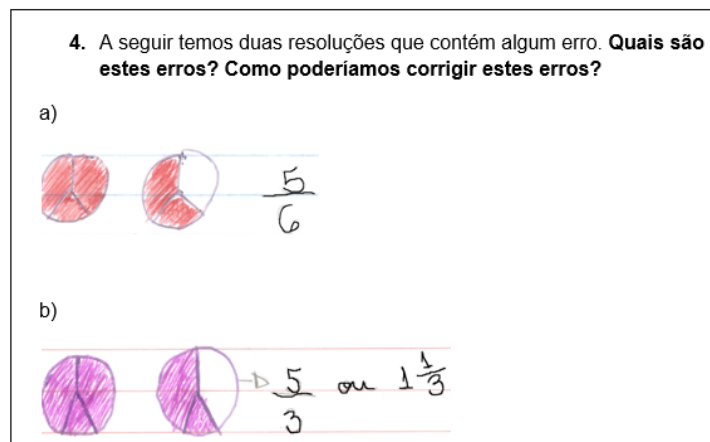 4. A seguir temos duas resoluções que contém algum erro. Quais são
estes erros? Como poderíamos corrigir estes erros?
a)
5/6
b)
5/3 ou 1 1/3